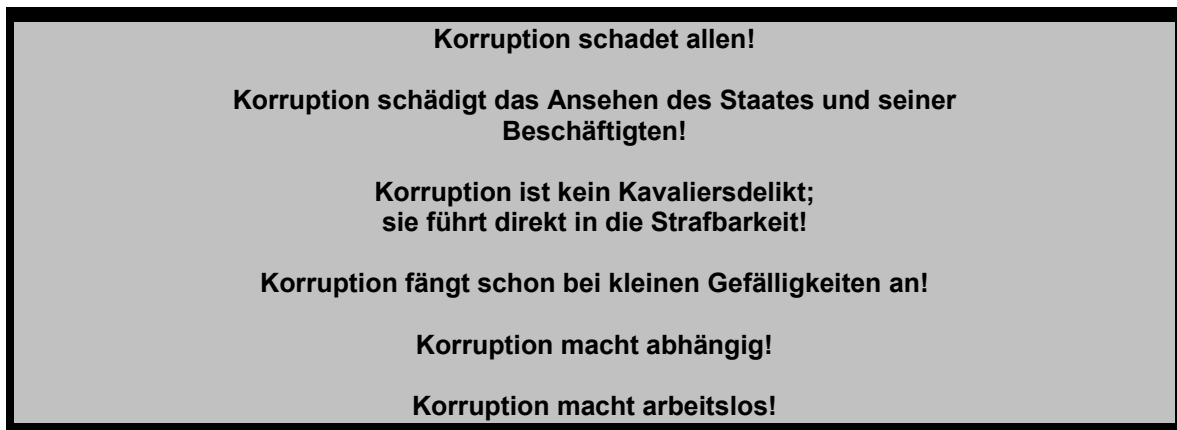 Korruption schadet allen!
Korruption schädigt das Ansehen des Staates und seiner
Beschäftigten!
Korruption ist kein Kavaliersdelikt;
sie führt direkt in die Strafbarkeit!
Korruption fängt schon bei kleinen Gefälligkeiten an!
Korruption macht abhängig!
Korruption macht arbeitslos!